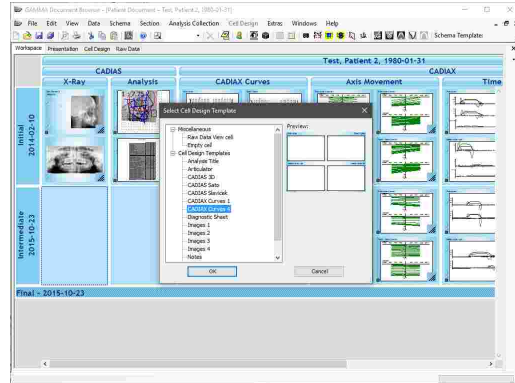 GAMMA Document Browser - [Patient Document - Test, Patient 2, 1980-01-31]
File Edit View Data Schema Section Analysis Collection Cell Design Extras Windows Help
Schema Template:
Workspace Presentation Cell Design Raw Data
Test, Patient 2, 1980-01-31
CADIAS CADIAX
X-Ray Analysis CADIAX Curves Axis Movement Time
Initial
2014-02-10
Select Cell Design Template
Miscellaneous
Raw Data View cell
Empty cell
Cell Design Templates
Analysis Title
Articulator
CADIAS 3D
CADIAS Sato
CADIAS Slavicek
CADIAX Curves 1
CADIAX Curves 4
Diagnostic Sheet
Images 1
Images 2
Images 3
Images 4
Notes
Preview:
OK Cancel
Intermediate
2015-10-23
Final - 2015-10-23